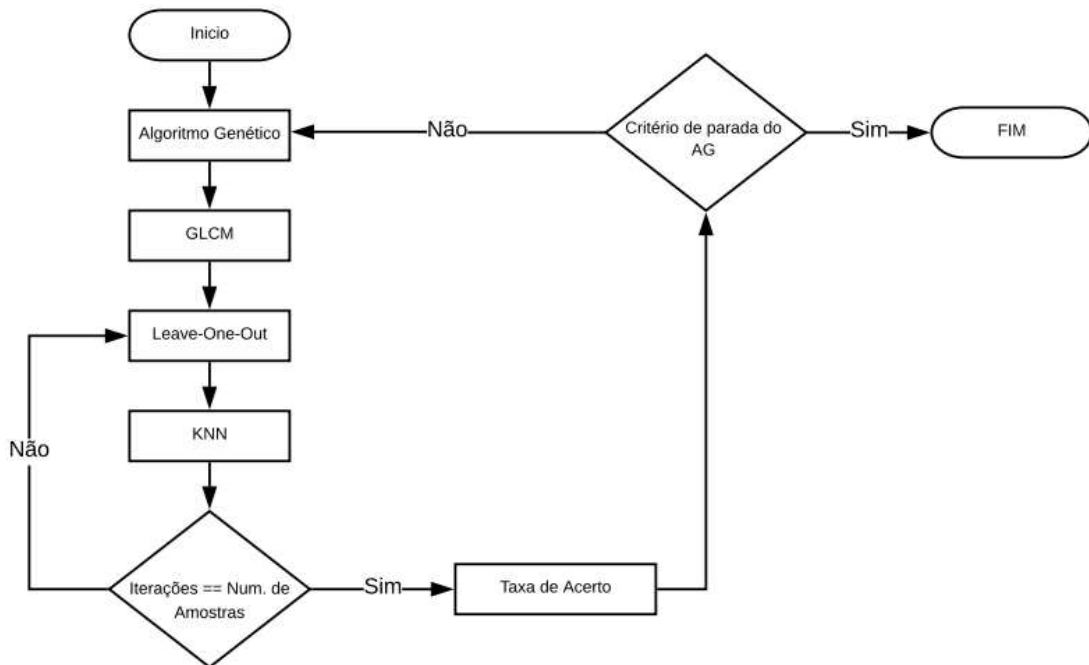 Inicio
Algoritmo Genético
Não
Critério de parada do
AG
Sim
FIM
GLCM
Leave-One-Out
KNN
Não
Iterações == Num. de
Amostras
Sim
Taxa de Acerto